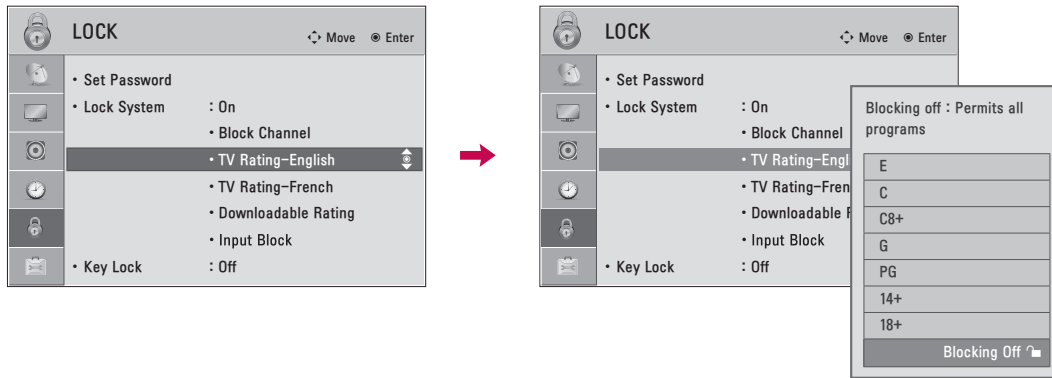 LOCK
Move Enter
• Set Password
• Lock System : On
• Block Channel
• TV Rating-English
• TV Rating-French
• Downloadable Rating
• Input Block
• Key Lock : Off
LOCK
Move Enter
• Set Password
• Lock System : On
• Block Channel
• TV Rating-Engl
• TV Rating-Fren
• Downloadable
• Input Block
• Key Lock : Off
Blocking off : Permits all
programs
E
C
C8+
G
PG
14+
18+
Blocking Off